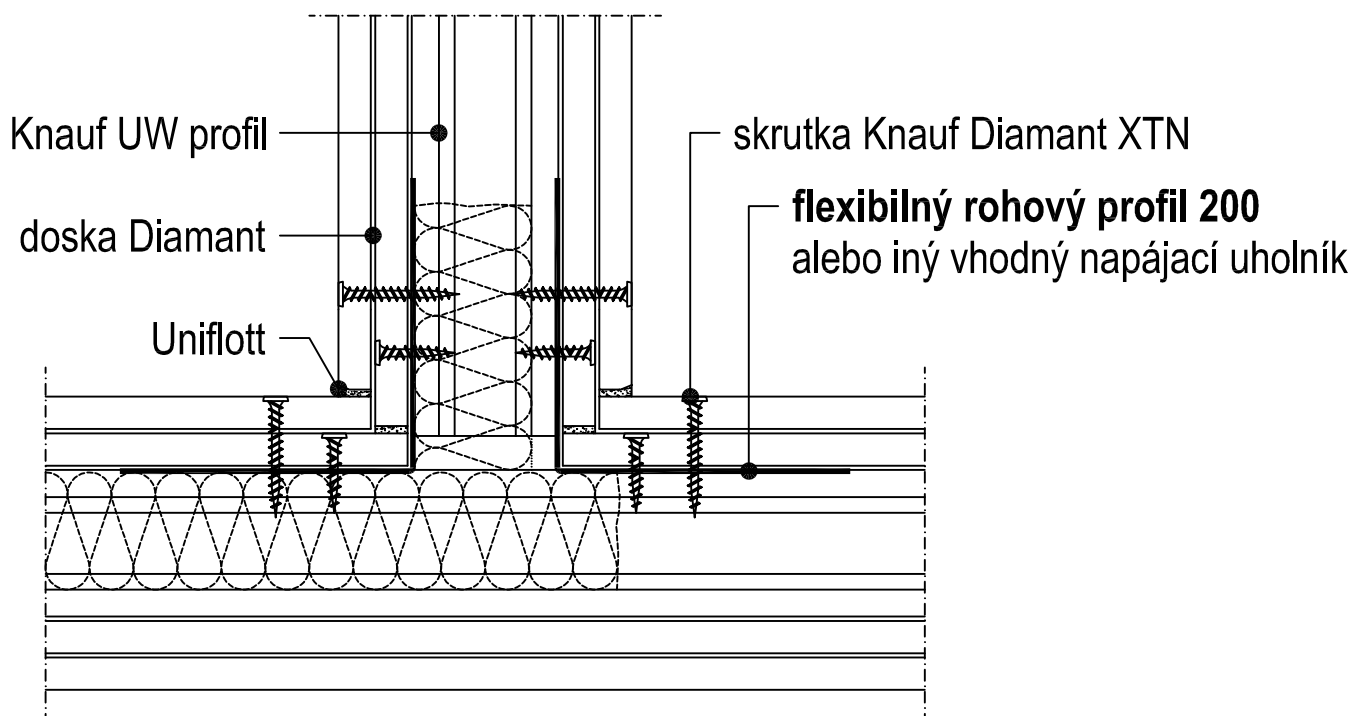 Knauf UW profil
doska Diamant
Uniflott
skrutka Knauf Diamant XTN
flexibilný rohový profil 200
alebo iný vhodný napájací uholník